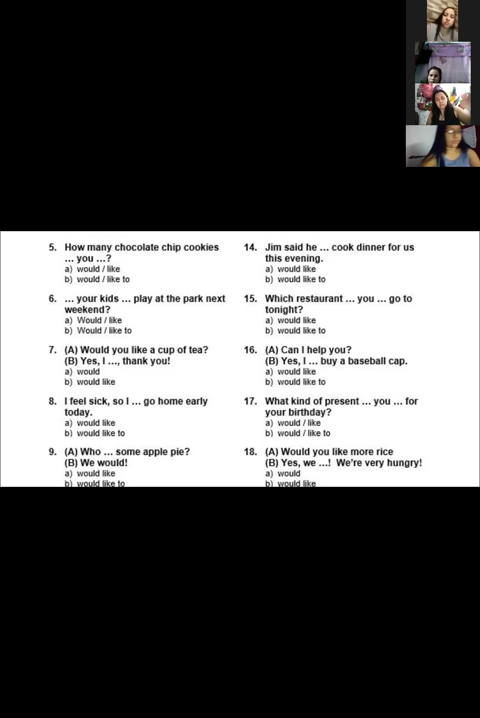 5. How many chocolate chip cookies
... you ...?
a) would / like
b) would / like to
6. ... your kids ... play at the park next
weekend?
a) Would / like
b) Would / like to
7. (A) Would you like a cup of tea?
(B) Yes, I ..., thank you!
a) would
b) would like
8. I feel sick, so I ... go home early
today.
a) would like
b) would like to
9. (A) Who ... some apple pie?
(B) We would!
a) would like
b) would like to
14. Jim said he ... cook dinner for us
this evening.
a) would like
b) would like to
15. Which restaurant ... you ... go to
tonight?
a) would like
b) would like to
16. (A) Can I help you?
(B) Yes, I ... buy a baseball cap.
a) would like
b) would like to
17. What kind of present ... you ... for
your birthday?
a) would / like
b) would / like to
18. (A) Would you like more rice
(B) Yes, we ...! We're very hungry!
a) would
b) would like